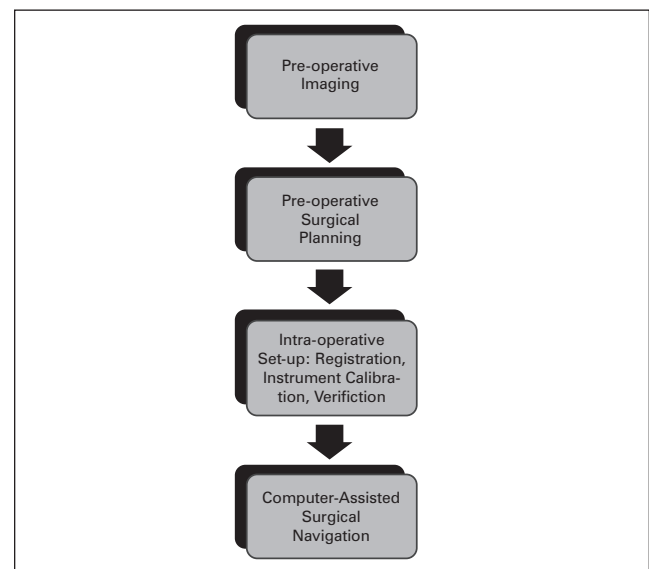 Pre-operative
Imaging
Pre-operative
Surgical
Planning
Intra-operative
Set-up: Registration,
Instrument Calibra-
tion, Verifiction
Computer-Assisted
Surgical
Navigation